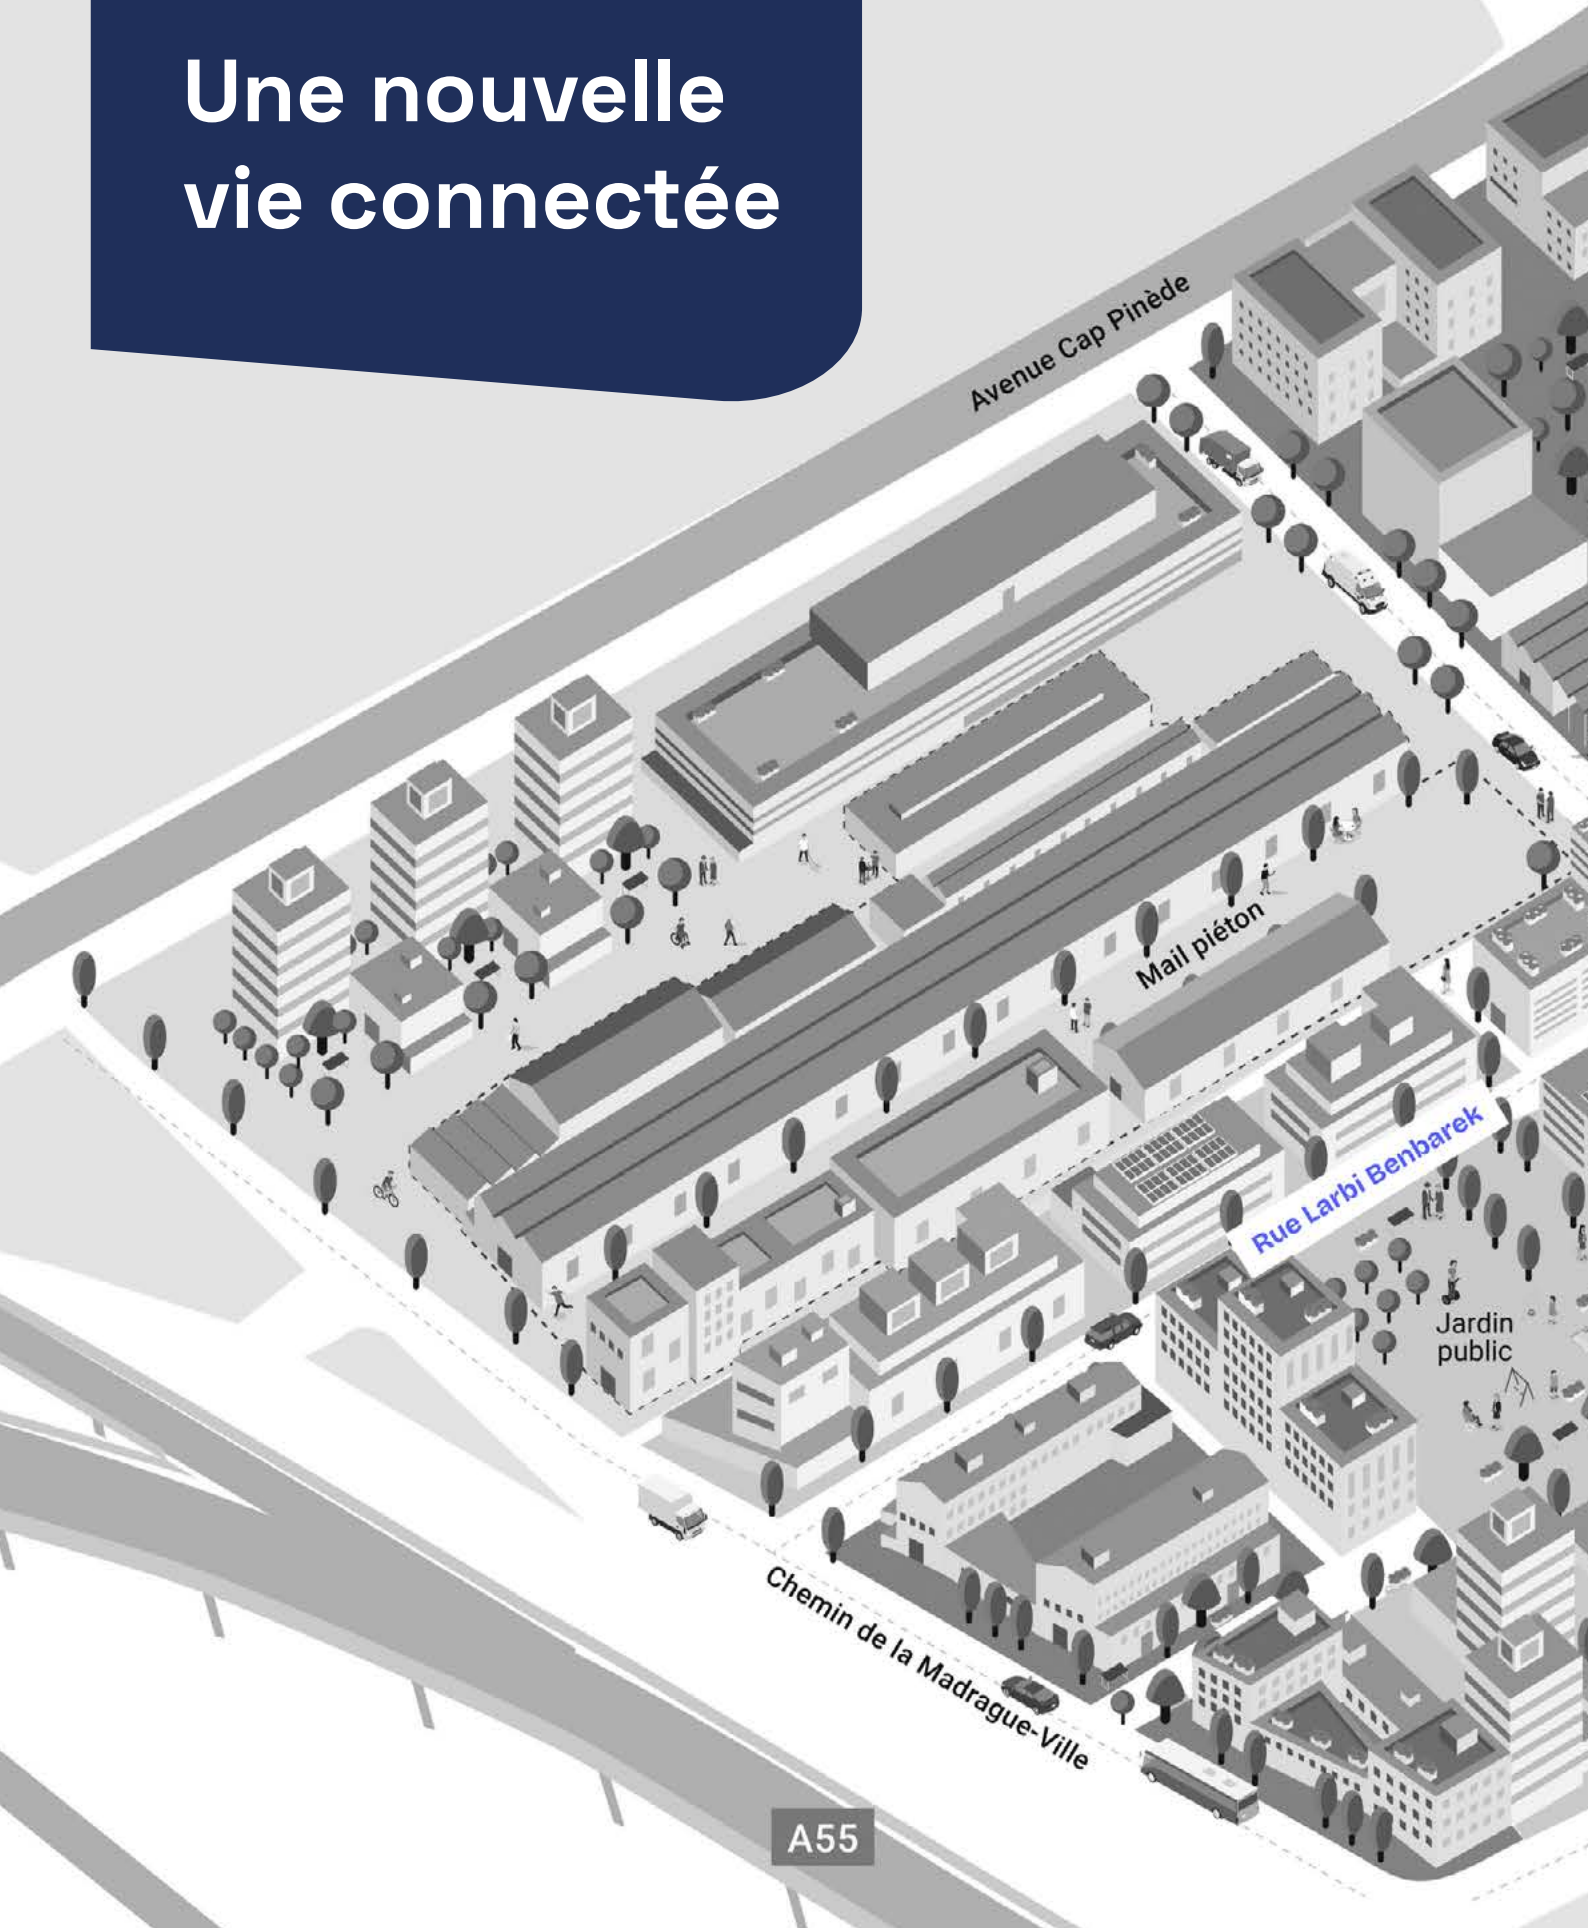 Une nouvelle
vie connectée
Avenue Cap Pinède
Mail piéton
Rue Larbi Benbarek
Jardin
public
Chemin de la Madrague-Ville
A55